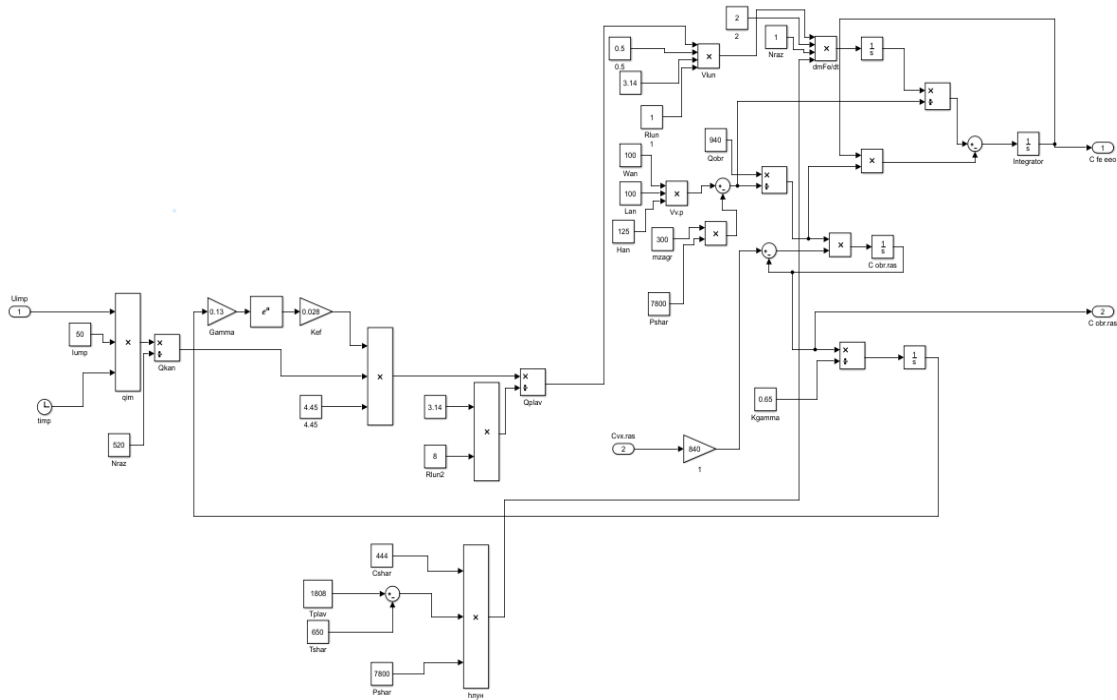 2
2
1
Nraz
×
dmFe/dt
1
s
0.5
0.5
×
Vlun
3.14
1
Rlun
1
×
÷
940
Qobr
100
Wan
100
Lan
125
Han
×
Vv.p
+
-
×
÷
300
mzagr
×
7800
Pshar
×
+
-
1
s
Integrator
1
C fe eeo
+
-
×
1
s
C obr.ras
2
C obr.ras
Uimp
1
50
Iump
×
qim
timp
520
Nraz
×
÷
Qkan
0.13
Gamma
eu
0.028
Kef
4.45
4.45
×
3.14
8
Rlun2
×
×
÷
Qplav
×
÷
1
s
0.65
Kgamma
Cvx.ras
2
840
1
444
Cshar
1808
Tplav
+
-
650
Tshar
7800
Pshar
×
hлун